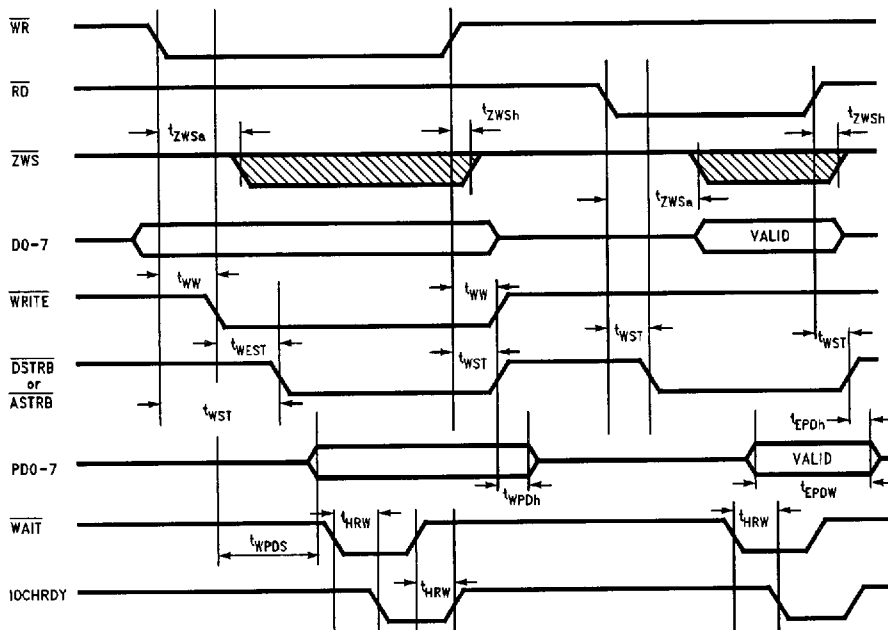 WR
RD
tZWSh
tZWSa
tZWSh
ZWS
tZWSa
D0-7
VALID
tWW
tWW
WRITE
tWEST
tWST
tWST
tWST
DSTRB
or
ASTRB
tWST
tEPDh
PD0-7
VALID
tWPDh
tEPDW
WAIT
tHRW
tHRW
tWPDS
IOCHRDY
tHRW